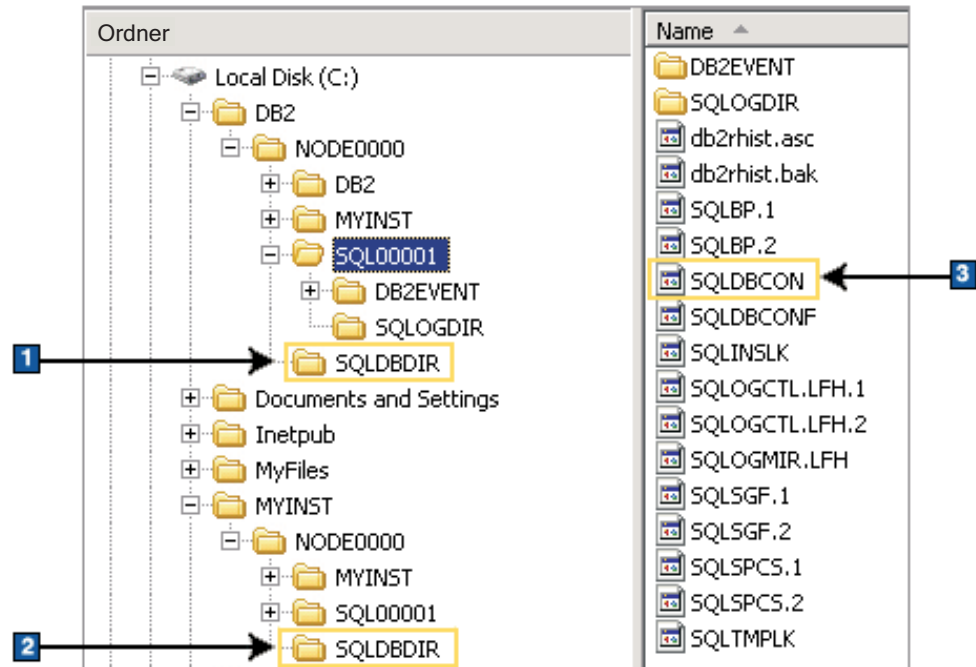 Ordner
Local Disk (C:)
DB2
NODE0000
DB2
MYINST
SQL00001
DB2EVENT
SQLOGDIR
1
SQLDBDIR
Documents and Settings
Inetpub
MyFiles
MYINST
NODE0000
MYINST
SQL00001
2
SQLDBDIR
Name
DB2EVENT
SQLOGDIR
db2rhist.asc
db2rhist.bak
SQLBP.1
SQLBP.2
SQLDBCON
3
SQLDBCONF
SQLINSLK
SQLOGCTL.LFH.1
SQLOGCTL.LFH.2
SQLOGMIR.LFH
SQLSGF.1
SQLSGF.2
SQLSPCS.1
SQLSPCS.2
SQLTMPLK